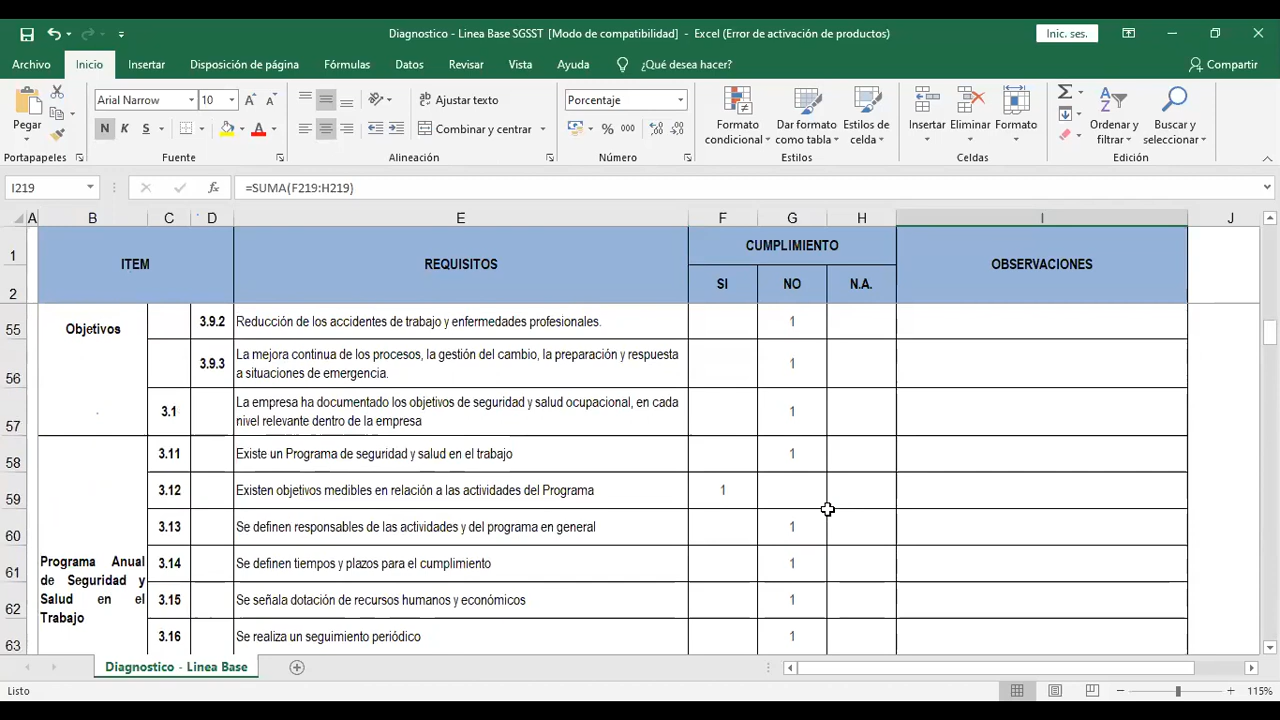 Diagnostico - Linea Base SGSST [Modo de compatibilidad] - Excel (Error de activación de productos)
Inic. ses.
Archivo Inicio Insertar Disposición de página Fórmulas Datos Revisar Vista Ayuda ¿Qué desea hacer? Compartir
Pegar
Arial Narrow 10
N K S
Ajustar texto
Combinar y centrar
Porcentaje
% 000
Formato condicional
Dar formato como tabla
Estilos de celda
Insertar Eliminar Formato
Ordenar y filtrar
Buscar y seleccionar
Portapapeles Fuente Alineación Número Estilos Celdas Edición
I219 fx =SUMA(F219:H219)
A B C D E F G H I J
1 ITEM REQUISITOS CUMPLIMIENTO OBSERVACIONES
2 SI NO N.A.
55 Objetivos 3.9.2 Reducción de los accidentes de trabajo y enfermedades profesionales. 1
56 3.9.3 La mejora continua de los procesos, la gestión del cambio, la preparación y respuesta
a situaciones de emergencia. 1
57 3.1 La empresa ha documentado los objetivos de seguridad y salud ocupacional, en cada
nivel relevante dentro de la empresa 1
58 3.11 Existe un Programa de seguridad y salud en el trabajo 1
59 3.12 Existen objetivos medibles en relación a las actividades del Programa 1
60 3.13 Se definen responsables de las actividades y del programa en general 1
Programa Anual
de Seguridad y
Salud en el
Trabajo
61 3.14 Se definen tiempos y plazos para el cumplimiento 1
62 3.15 Se señala dotación de recursos humanos y económicos 1
63 3.16 Se realiza un seguimiento periódico 1
Diagnostico - Linea Base
Listo
115%